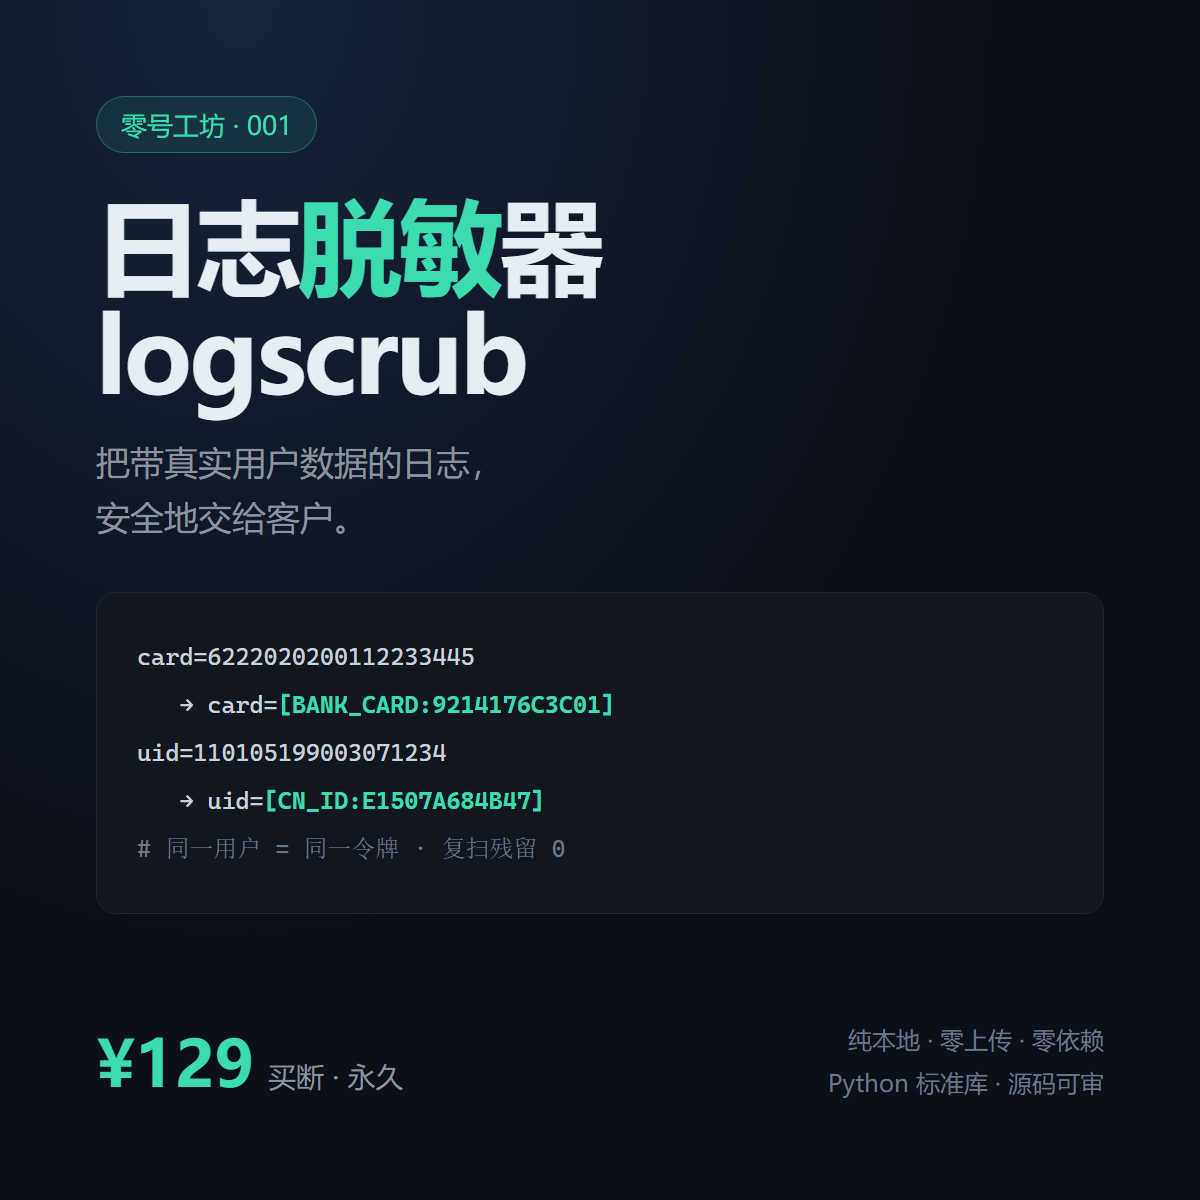 零号工坊 · 001
日志脱敏器
logscrub
把带真实用户数据的日志，
安全地交给客户。
card=6222020200112233445
→ card=[BANK_CARD:9214176C3C01]
uid=110105199003071234
→ uid=[CN_ID:E1507A684B47]
# 同一用户 = 同一令牌 · 复扫残留 0
¥129 买断 · 永久
纯本地 · 零上传 · 零依赖
Python 标准库 · 源码可审